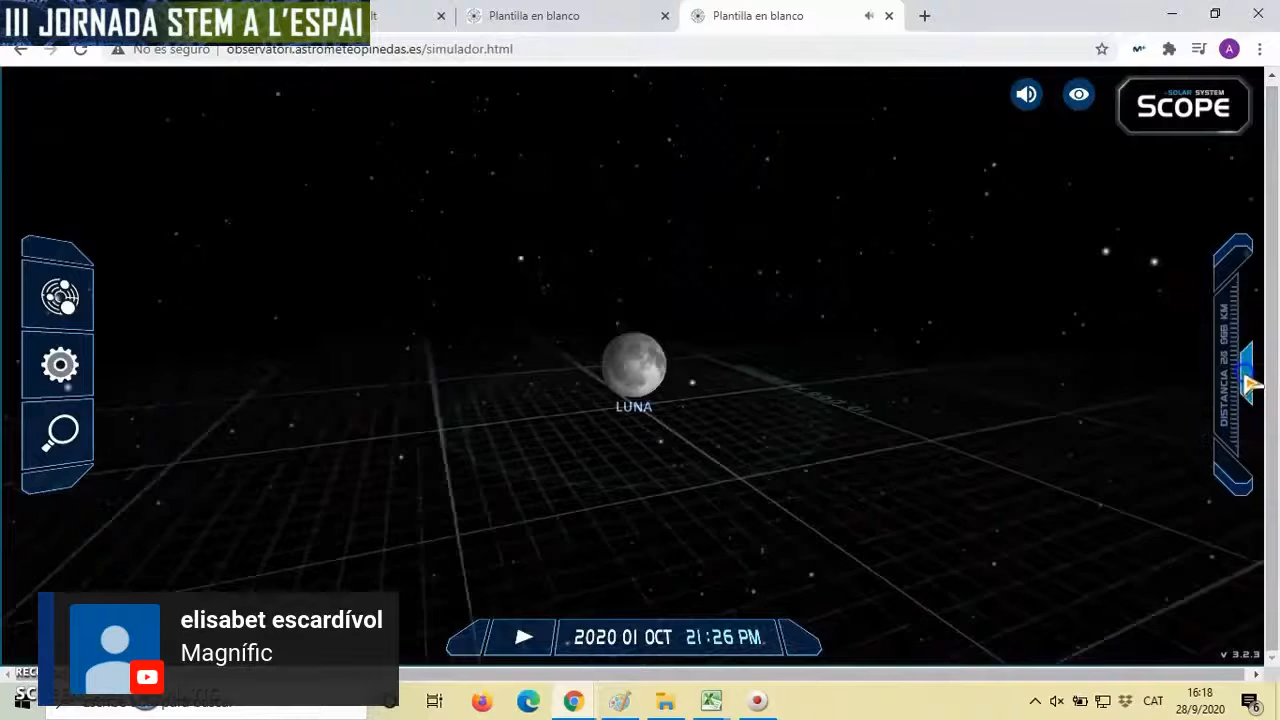 III JORNADA STEM A L'ESPAI
Plantilla en blanco
Plantilla en blanco
No es seguro
observatori.astrometeopinedas.es/simulador.html
A
SOLAR SYSTEM
SCOPE
LUNA
elisabet escardívol
Magnífic
2020 01 OCT 21:26 PM
v 3.2.3
CAT
16:18
28/9/2020
6